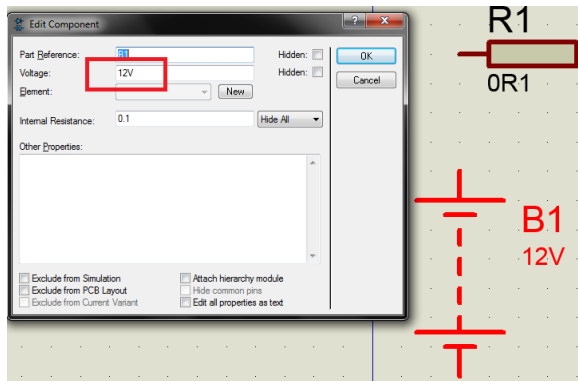 Edit Component
Part Reference: B1 Hidden:
Voltage: 12V Hidden:
Element: New
Internal Resistance: 0.1 Hide All
Other Properties:
Exclude from Simulation Attach hierarchy module
Exclude from PCB Layout Hide common pins
Exclude from Current Variant Edit all properties as text
OK
Cancel
R1
0R1
B1
12V